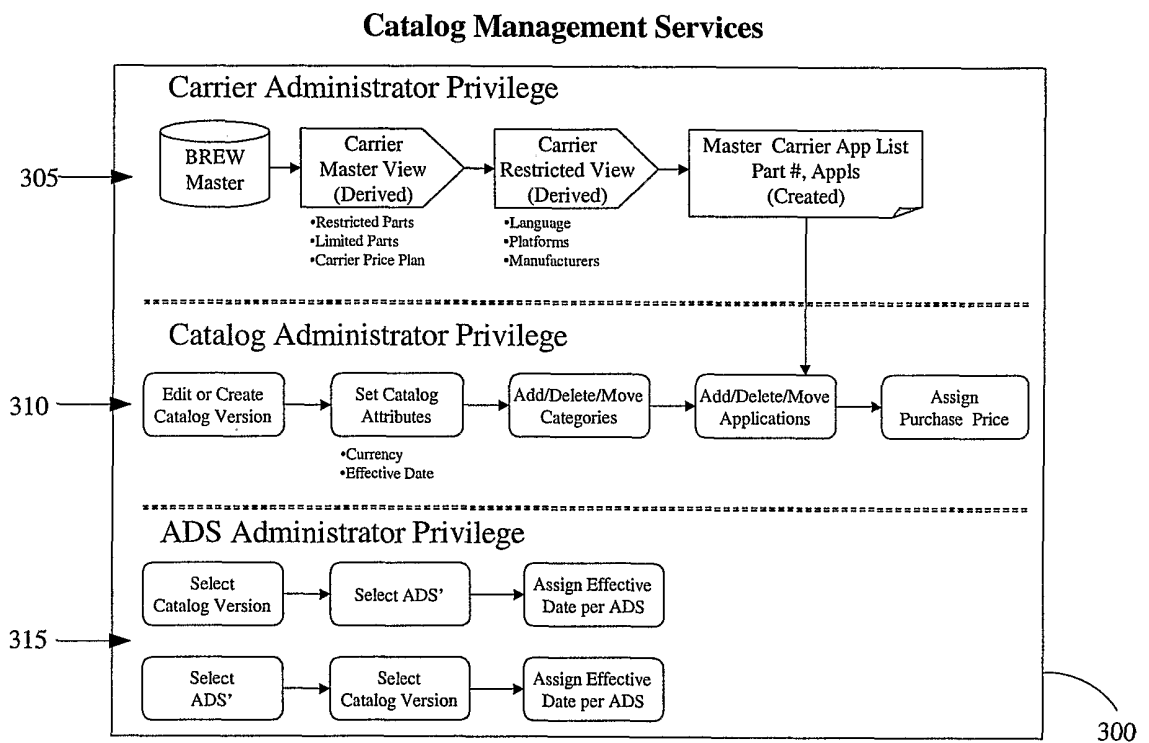 Catalog Management Services
Carrier Administrator Privilege
305
BREW
Master
Carrier
Master View
(Derived)
•Restricted Parts
•Limited Parts
•Carrier Price Plan
Carrier
Restricted View
(Derived)
•Language
•Platforms
•Manufacturers
Master Carrier App List
Part #, Appls
(Created)
Catalog Administrator Privilege
310
Edit or Create
Catalog Version
Set Catalog
Attributes
•Currency
•Effective Date
Add/Delete/Move
Categories
Add/Delete/Move
Applications
Assign
Purchase Price
ADS Administrator Privilege
315
Select
Catalog Version
Select ADS’
Assign Effective
Date per ADS
Select
ADS’
Select
Catalog Version
Assign Effective
Date per ADS
300